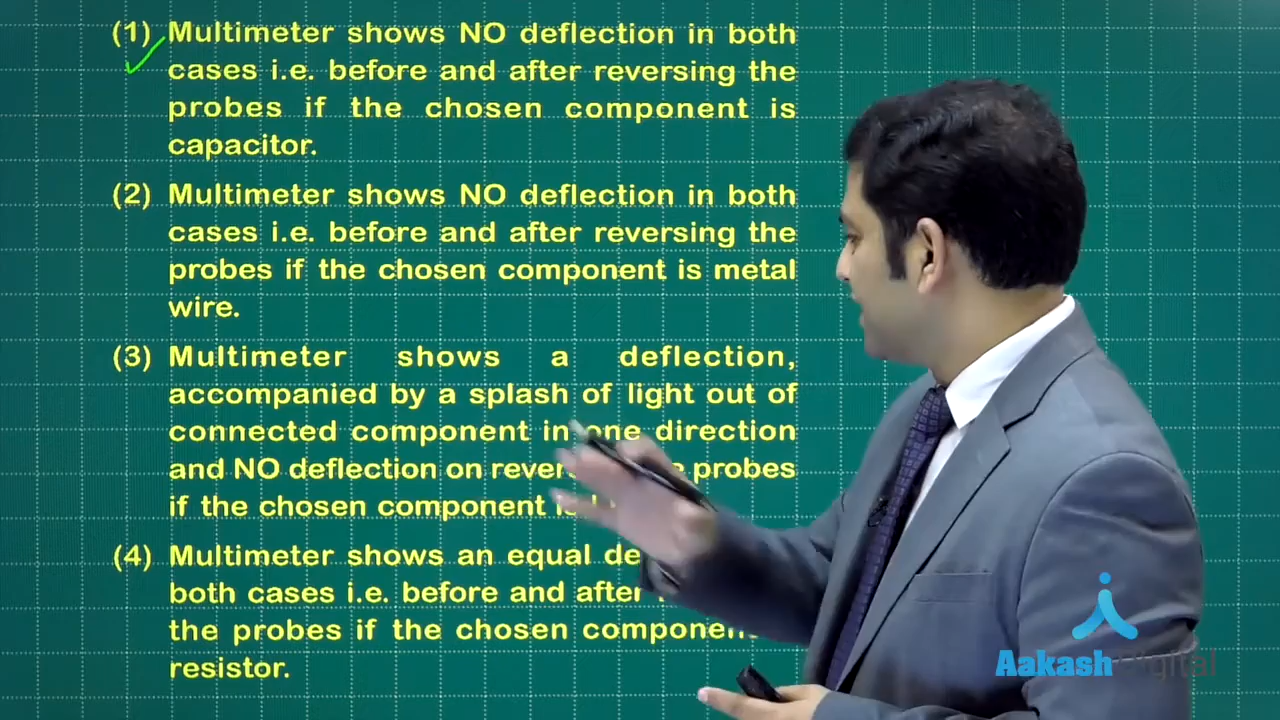 (1) Multimeter shows NO deflection in both
cases i.e. before and after reversing the
probes if the chosen component is
capacitor.
(2) Multimeter shows NO deflection in both
cases i.e. before and after reversing the
probes if the chosen component is metal
wire.
(3) Multimeter shows a deflection,
accompanied by a splash of light out of
connected component in one direction
and NO deflection on probes
if the chosen component
(4) Multimeter shows an equal
both cases i.e. before and after
the probes if the chosen component
resistor.
Aakash Digital